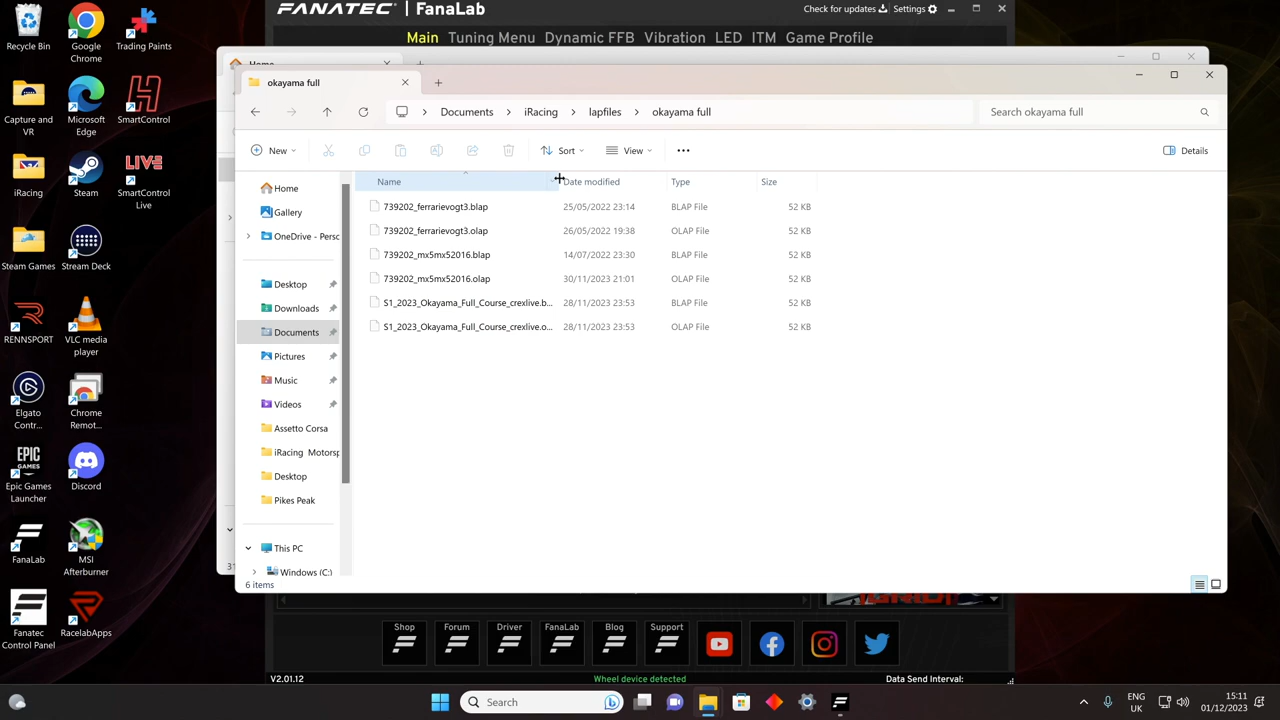 FANATEC | FanaLab
Check for updates Settings
Main Tuning Menu Dynamic FFB Vibration LED ITM Game Profile
Recycle Bin
Google Chrome
Trading Paints
Capture and VR
Microsoft Edge
SmartControl
iRacing
Steam
LIVE
SmartControl Live
Steam Games
Stream Deck
RENNSPORT
VLC media player
Elgato Contr...
Chrome Remot...
EPIC GAMES
Epic Games Launcher
Discord
FanaLab
MSI Afterburner
Fanatec Control Panel
RacelabApps
Home
okayama full
Documents > iRacing > lapfiles > okayama full
Search okayama full
New Sort View ... Details
Home
Gallery
OneDrive - Persc
Desktop
Downloads
Documents
Pictures
Music
Videos
Assetto Corsa
iRacing Motorsp
Desktop
Pikes Peak
This PC
Windows (C:)
Name Date modified Type Size
739202_ferrarievogt3.blap 25/05/2022 23:14 BLAP File 52 KB
739202_ferrarievogt3.olap 26/05/2022 19:38 OLAP File 52 KB
739202_mx5mx52016.blap 14/07/2022 23:30 BLAP File 52 KB
739202_mx5mx52016.olap 30/11/2023 21:01 OLAP File 52 KB
S1_2023_Okayama_Full_Course_crexlive.b... 28/11/2023 23:53 BLAP File 52 KB
S1_2023_Okayama_Full_Course_crexlive.o... 28/11/2023 23:53 OLAP File 52 KB
31
6 items
Shop Forum Driver FanaLab Blog Support
V2.01.12 Wheel device detected Data Send Interval:
Search
ENG UK
15:11
01/12/2023